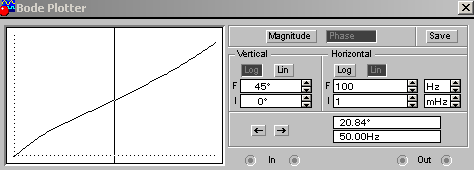 Bode Plotter
Magnitude Phase Save
Vertical Horizontal
Log Lin Log Lin
F 45° F 100 Hz
I 0° I 1 mHz
← → 20.84°
50.00Hz
In Out